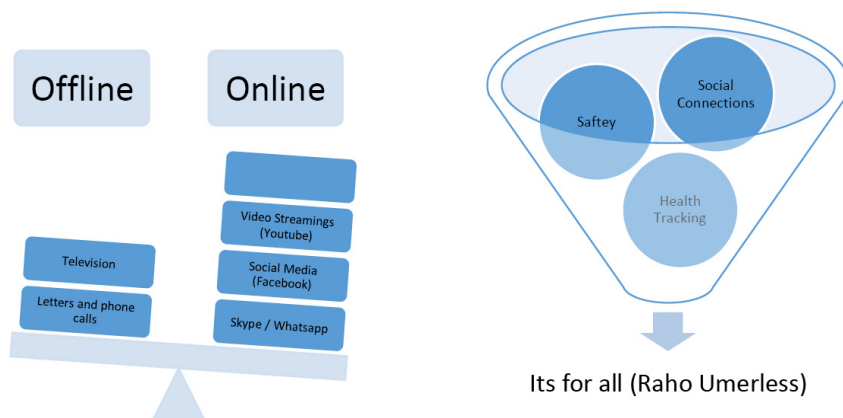 Offline
Online
Video Streamings
(Youtube)
Television
Social Media
(Facebook)
Letters and phone
calls
Skype / Whatsapp
Social
Connections
Saftey
Health
Tracking
Its for all (Raho Umerless)